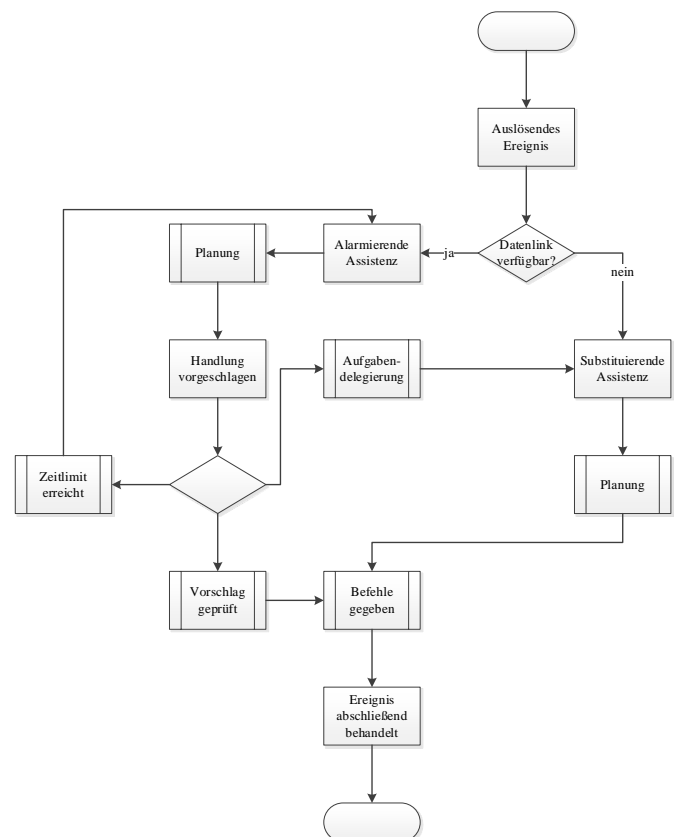 Auslösendes
Ereignis
Datenlink
verfügbar?
ja
nein
Alarmierende
Assistenz
Planung
Handlung
vorgeschlagen
Aufgaben-
delegierung
Substituierende
Assistenz
Zeitlimit
erreicht
Planung
Vorschlag
geprüft
Befehle
gegeben
Ereignis
abschließend
behandelt